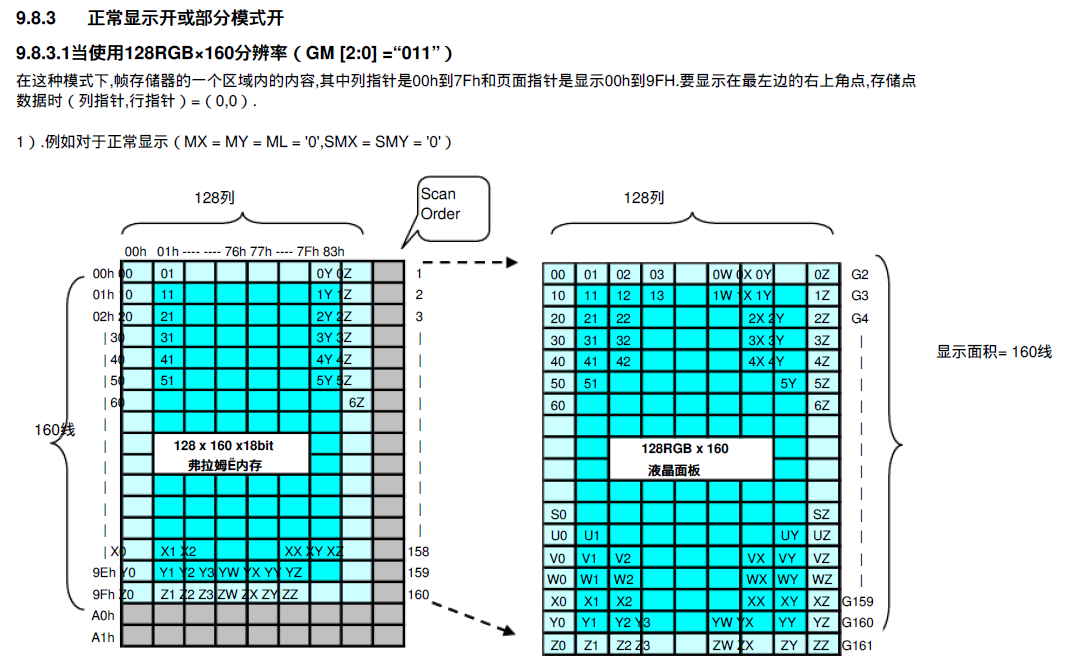 9.8.3 正常显示开或部分模式开
9.8.3.1当使用128RGB×160分辨率（GM [2:0] =“011”）
在这种模式下,帧存储器的一个区域内的内容,其中列指针是00h到7Fh和页面指针是显示00h到9FH.要显示在最左边的右上角点,存储点
数据时（列指针,行指针）=（0,0）.
1）.例如对于正常显示（MX = MY = ML = '0',SMX = SMY = '0'）
128列
Scan
Order
128列
00h 01h ---- ---- 76h 77h ---- 7Fh 83h
00h 00 01 0Y 0Z 1
01h 10 11 1Y 1Z 2
02h 20 21 2Y 2Z 3
| 30 31 3Y 3Z |
| 40 41 4Y 4Z |
| 50 51 5Y 5Z |
| 60 6Z |
160线
128 x 160 x18bit
弗拉姆Ë内存
| X0 X1 X2 XX XY XZ 158
9Eh Y0 Y1 Y2 Y3 YW YX YY YZ 159
9Fh Z0 Z1 Z2 Z3 ZW ZX ZY ZZ 160
A0h
A1h
00 01 02 03 0W 0X 0Y 0Z G2
10 11 12 13 1W 1X 1Y 1Z G3
20 21 22 2X 2Y 2Z G4
30 31 32 3X 3Y 3Z |
40 41 42 4X 4Y 4Z |
50 51 5Y 5Z |
60 6Z |
128RGB x 160
液晶面板
S0 SZ |
U0 U1 UY UZ |
V0 V1 V2 VX VY VZ |
W0 W1 W2 WX WY WZ |
X0 X1 X2 XX XY XZ G159
Y0 Y1 Y2 Y3 YW YX YY YZ G160
Z0 Z1 Z2 Z3 ZW ZX ZY ZZ G161
显示面积= 160线